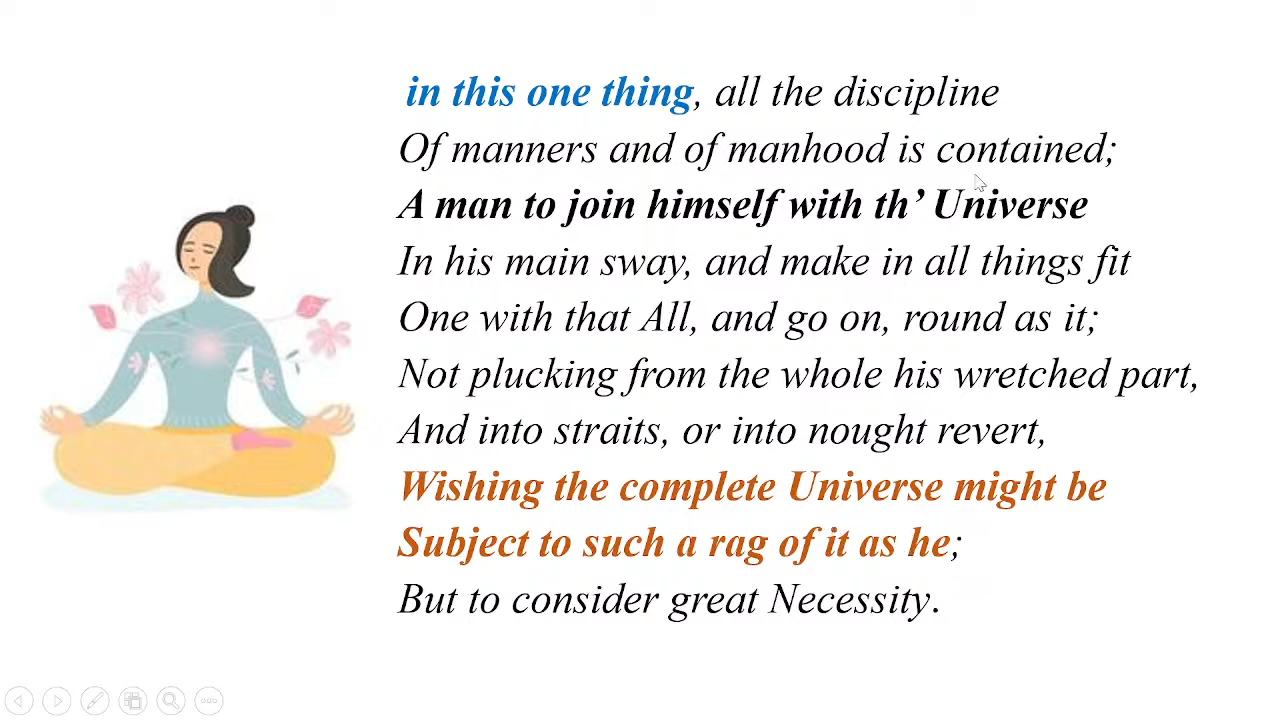 in this one thing, all the discipline
Of manners and of manhood is contained;
A man to join himself with th’ Universe
In his main sway, and make in all things fit
One with that All, and go on, round as it;
Not plucking from the whole his wretched part,
And into straits, or into nought revert,
Wishing the complete Universe might be
Subject to such a rag of it as he;
But to consider great Necessity.